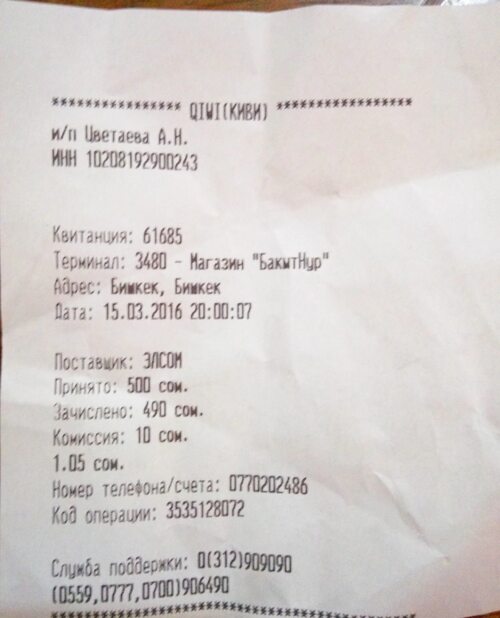 **************** QIWI(КИВИ) ****************
и/п Цветаева А.Н.
ИНН 10208192900243
Квитанция: 61685
Терминал: 3480 - Магазин "БакытНур"
Адрес: Бишкек, Бишкек
Дата: 15.03.2016 20:00:07
Поставщик: ЭЛСОМ
Принято: 500 сом.
Зачислено: 490 сом.
Комиссия: 10 сом.
1.05 сом.
Номер телефона/счета: 0770202486
Код операции: 3535128072
Служба поддержки: 0(312)909090
(0559,0777,0700)906490